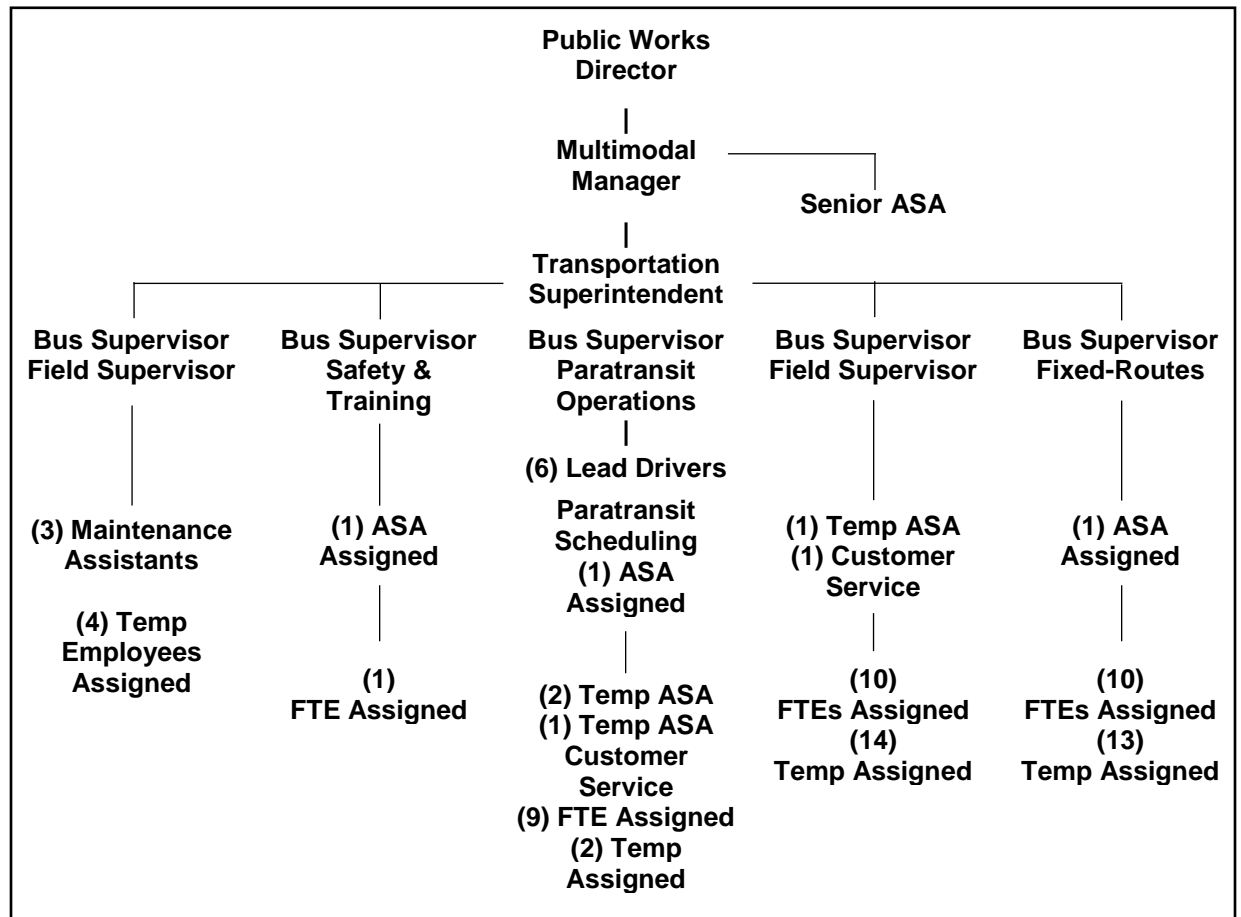 Public Works
Director
Multimodal
Manager
Senior ASA
Transportation
Superintendent
Bus Supervisor
Field Supervisor
Bus Supervisor
Safety &
Training
Bus Supervisor
Paratransit
Operations
Bus Supervisor
Field Supervisor
Bus Supervisor
Fixed-Routes
(3) Maintenance
Assistants
(4) Temp
Employees
Assigned
(1) ASA
Assigned
(1)
FTE Assigned
(6) Lead Drivers
Paratransit
Scheduling
(1) ASA
Assigned
(2) Temp ASA
(1) Temp ASA
Customer
Service
(9) FTE Assigned
(2) Temp
Assigned
(1) Temp ASA
(1) Customer
Service
(10)
FTEs Assigned
(14)
Temp Assigned
(1) ASA
Assigned
(10)
FTEs Assigned
(13)
Temp Assigned